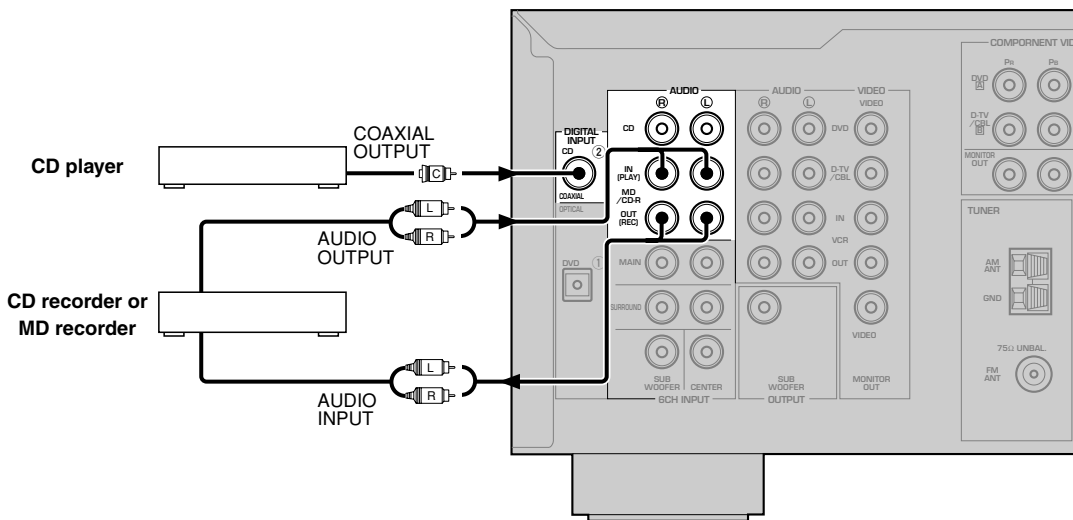 CD player
COAXIAL
OUTPUT
C
L
R
AUDIO
OUTPUT
CD recorder or
MD recorder
L
R
AUDIO
INPUT
DIGITAL
INPUT
CD
②
COAXIAL
OPTICAL
DVD
①
AUDIO
R
L
CD
IN
(PLAY)
MD
/CD-R
OUT
(REC)
MAIN
SURROUND
SUB
WOOFER
CENTER
6CH INPUT
AUDIO
R
L
SUB
WOOFER
OUTPUT
VIDEO
VIDEO
DVD
D-TV
/CBL
IN
VCR
OUT
VIDEO
MONITOR
OUT
COMPORNENT VID
PR
PB
DVD
A
D-TV
/CBL
B
MONITOR
OUT
TUNER
AM
ANT
GND
75Ω UNBAL.
FM
ANT